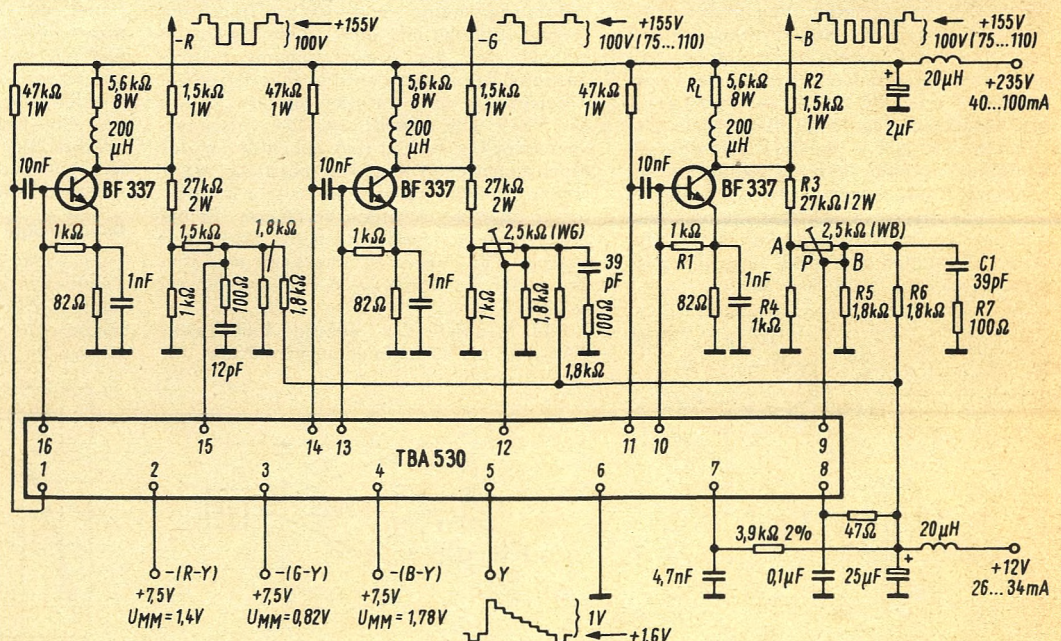 -R
+155V
100V
-G
+155V
100V (75...110)
-B
+155V
100V (75...110)
47kΩ
1W
5,6kΩ
8W
1,5kΩ
1W
47kΩ
1W
5,6kΩ
8W
1,5kΩ
1W
47kΩ
1W
RL
5,6kΩ
8W
R2
1,5kΩ
1W
+
2µF
20µH
+235V
40...100mA
200
µH
200
µH
200
µH
10nF
BF 337
27kΩ
2W
10nF
BF 337
27kΩ
2W
10nF
BF 337
R3
27kΩ/2W
1kΩ
1,5kΩ
1,8kΩ
1kΩ
2,5kΩ (WG)
1kΩ
R1
A
2,5kΩ (WB)
P
B
1nF
82Ω
1kΩ
100Ω
1,8kΩ
12pF
1nF
82Ω
1kΩ
1,8kΩ
39
pF
100Ω
1,8kΩ
1nF
82Ω
R4
1kΩ
R5
1,8kΩ
R6
1,8kΩ
C1
39pF
R7
100Ω
16
15
14
13
12
11
10
9
TBA 530
1
2
3
4
5
6
7
8
-(R-Y)
+7,5V
UMM=1,4V
-(G-Y)
+7,5V
UMM=0,82V
-(B-Y)
+7,5V
UMM=1,78V
Y
1V
+1,6V
4,7nF
3,9kΩ 2%
0,1µF
47Ω
25µF
+
20µH
+12V
26...34mA